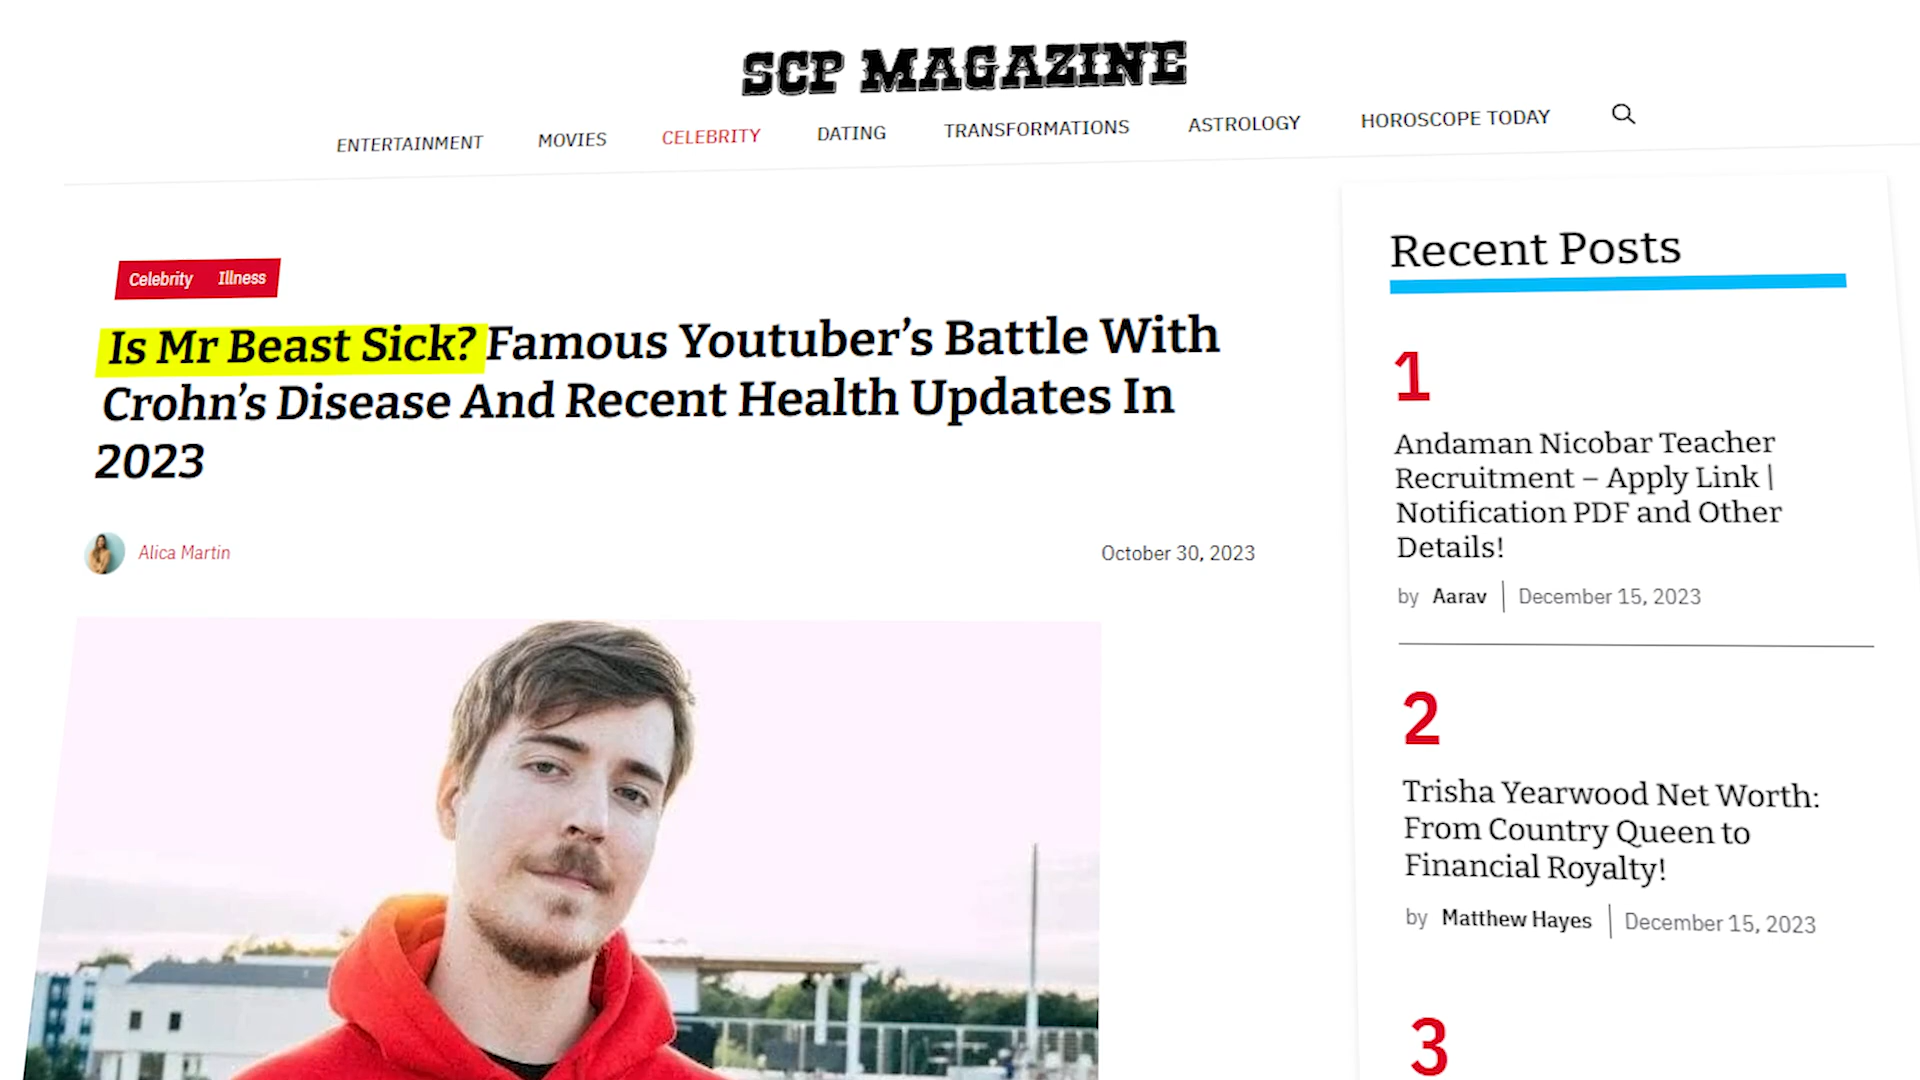 SCP MAGAZINE
ENTERTAINMENT MOVIES CELEBRITY DATING TRANSFORMATIONS ASTROLOGY HOROSCOPE TODAY
Celebrity Illness
Is Mr Beast Sick? Famous Youtuber’s Battle With
Crohn’s Disease And Recent Health Updates In
2023
Alica Martin
October 30, 2023
Recent Posts
1
Andaman Nicobar Teacher
Recruitment – Apply Link |
Notification PDF and Other
Details!
by Aarav | December 15, 2023
2
Trisha Yearwood Net Worth:
From Country Queen to
Financial Royalty!
by Matthew Hayes | December 15, 2023
3